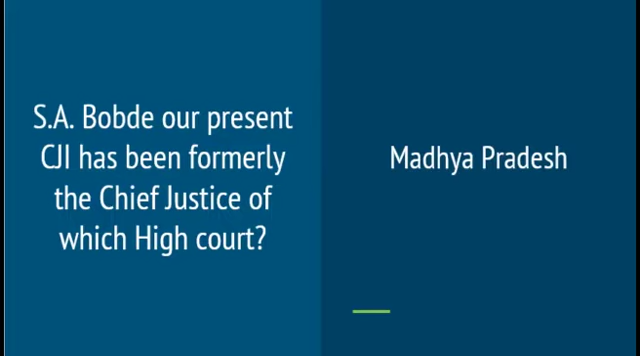 S.A. Bobde our present
CJI has been formerly
the Chief Justice of
which High court?
Madhya Pradesh